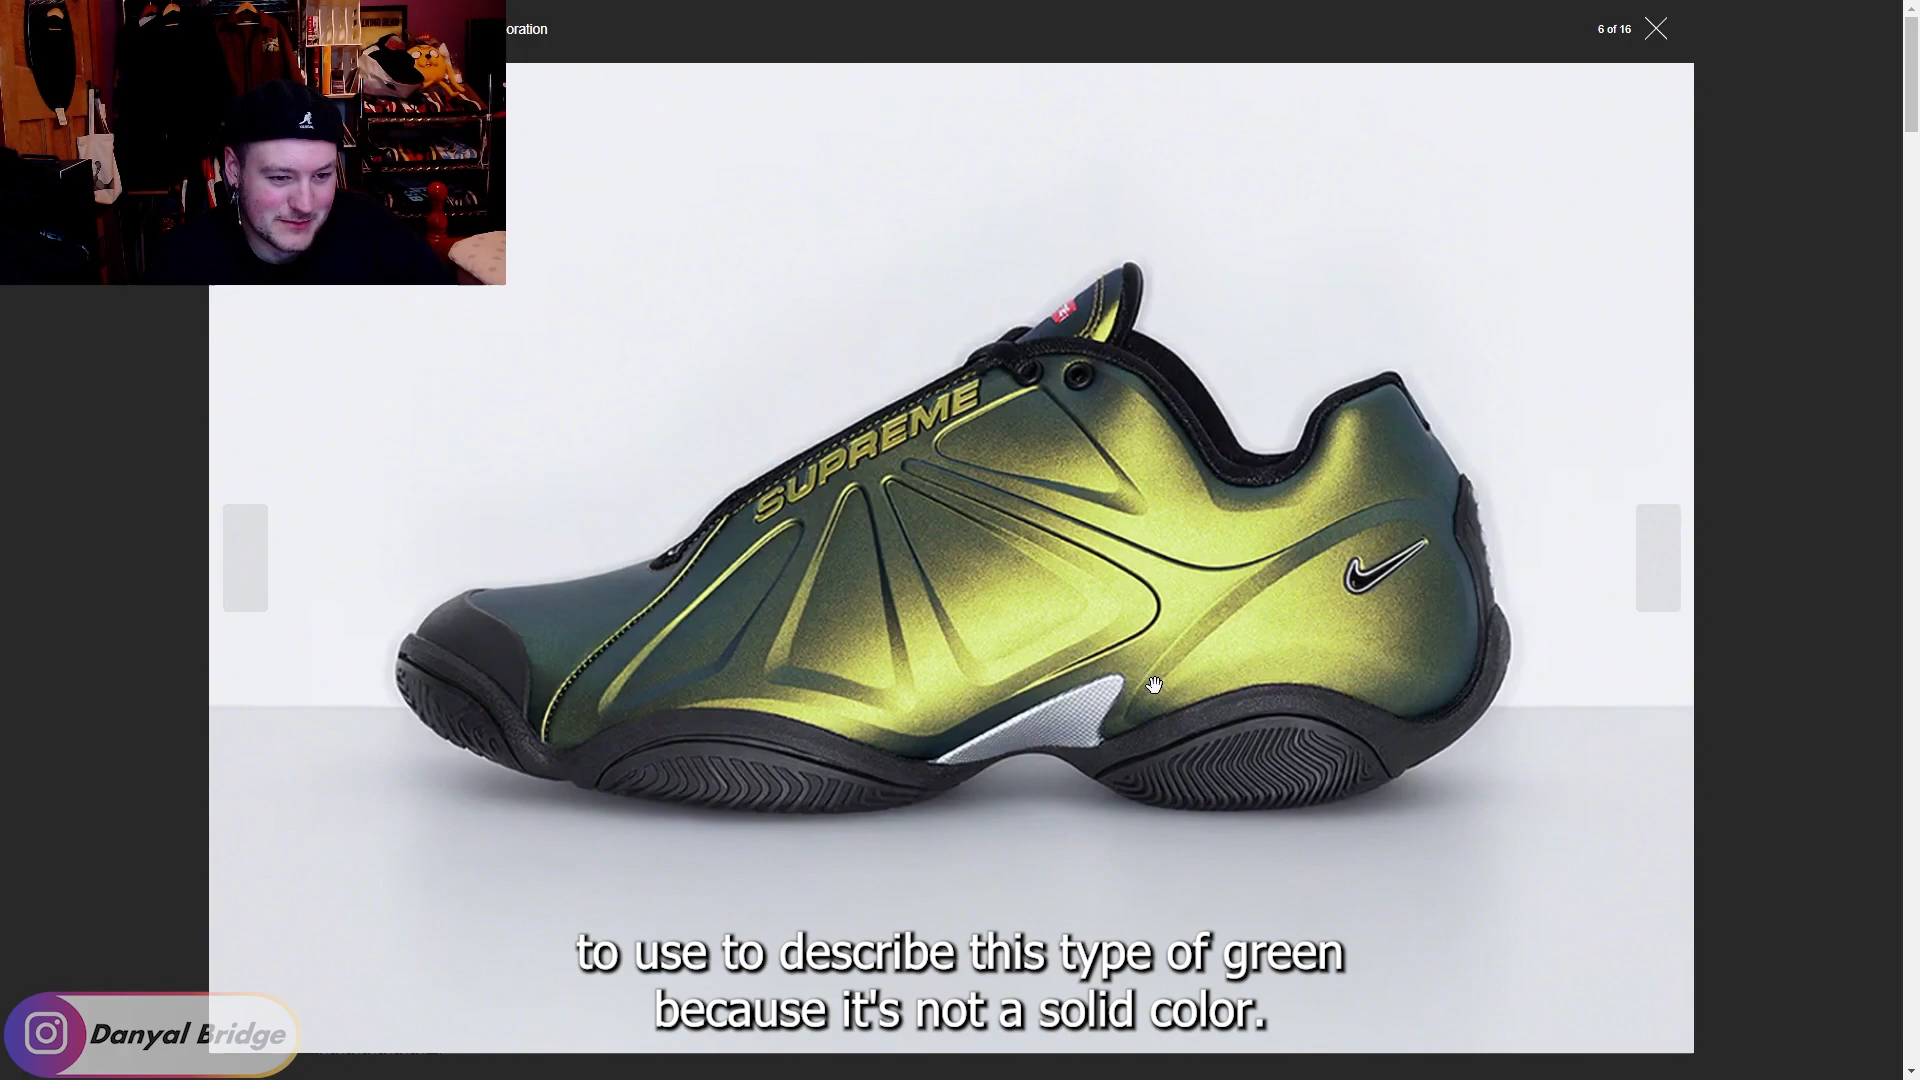 oration
6 of 16
SUPREME
to use to describe this type of green
because it's not a solid color.
Danyal Bridge